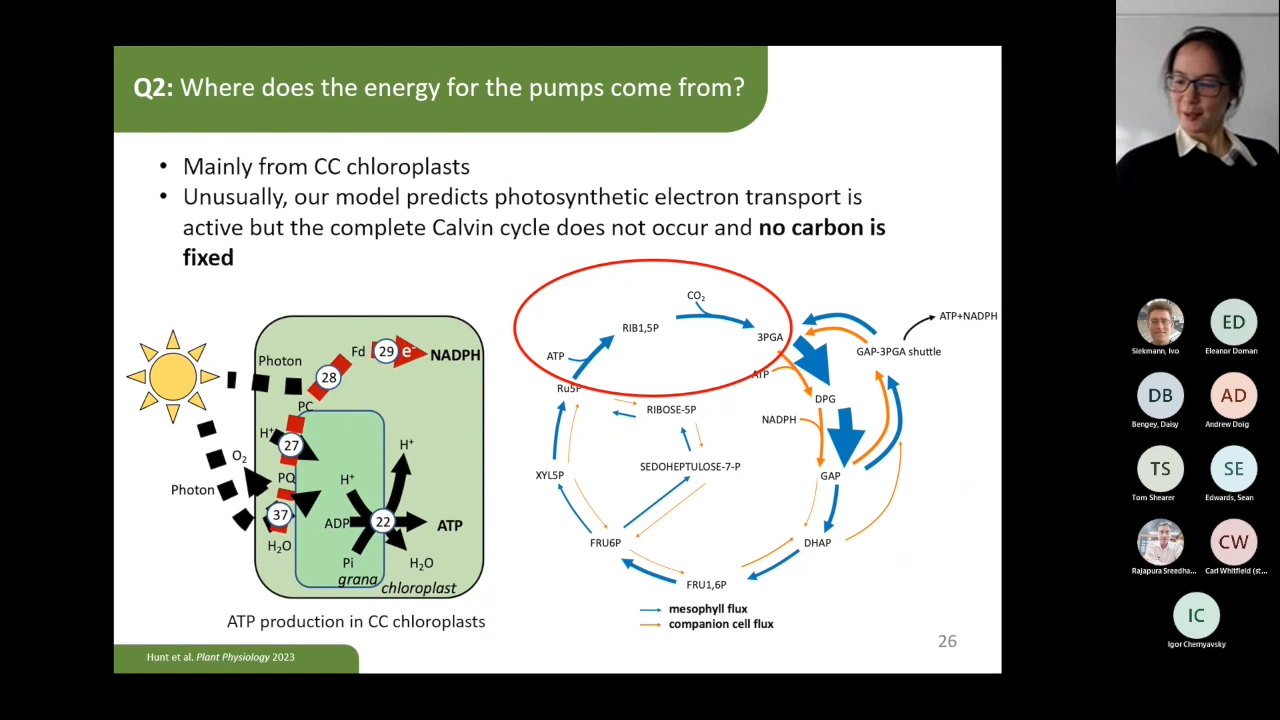 Q2: Where does the energy for the pumps come from?
• Mainly from CC chloroplasts
• Unusually, our model predicts photosynthetic electron transport is
active but the complete Calvin cycle does not occur and no carbon is
fixed
Photon
Fd
29
e-
NADPH
28
PC
H+
27
O2
Photon
PQ
37
H2O
H+
H+
ADP
22
ATP
Pi
H2O
grana
chloroplast
ATP production in CC chloroplasts
CO2
RIB1,5P
3PGA
ATP+NADPH
GAP-3PGA shuttle
ATP
ATP
Ru5P
RIBOSE-5P
DPG
NADPH
SEDOHEPTULOSE-7-P
XYL5P
GAP
FRU6P
DHAP
FRU1,6P
mesophyll flux
companion cell flux
26
Hunt et al. Plant Physiology 2023
Siekmann, Ivo
ED
Eleanor Doman
DB
Bengey, Daisy
AD
Andrew Doig
TS
Tom Shearer
SE
Edwards, Sean
Rajapura Sreedha...
CW
Carl Whitfield (st...
IC
Igor Chernyavsky